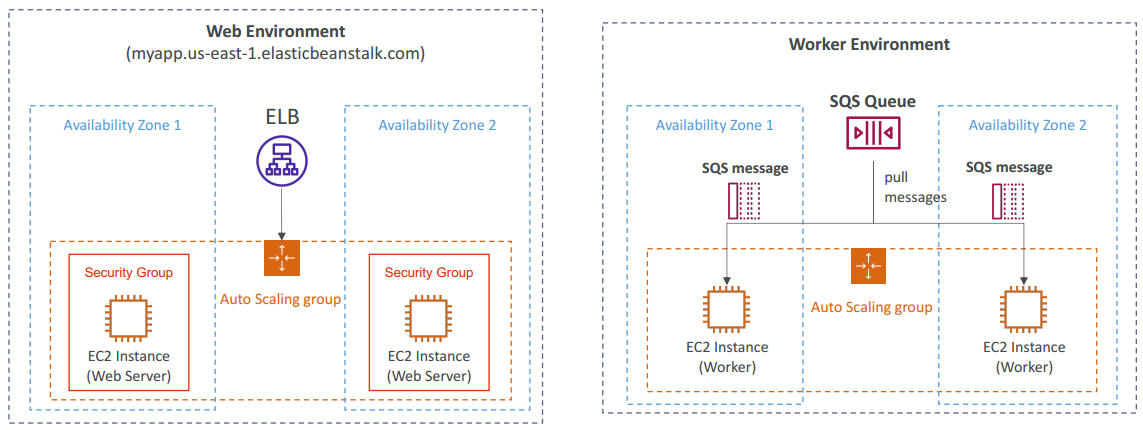 Web Environment
(myapp.us-east-1.elasticbeanstalk.com)
Availability Zone 1
ELB
Availability Zone 2
Security Group
Security Group
Auto Scaling group
EC2 Instance
(Web Server)
EC2 Instance
(Web Server)
Worker Environment
Availability Zone 1
SQS Queue
Availability Zone 2
SQS message
pull
messages
SQS message
Auto Scaling group
EC2 Instance
(Worker)
EC2 Instance
(Worker)